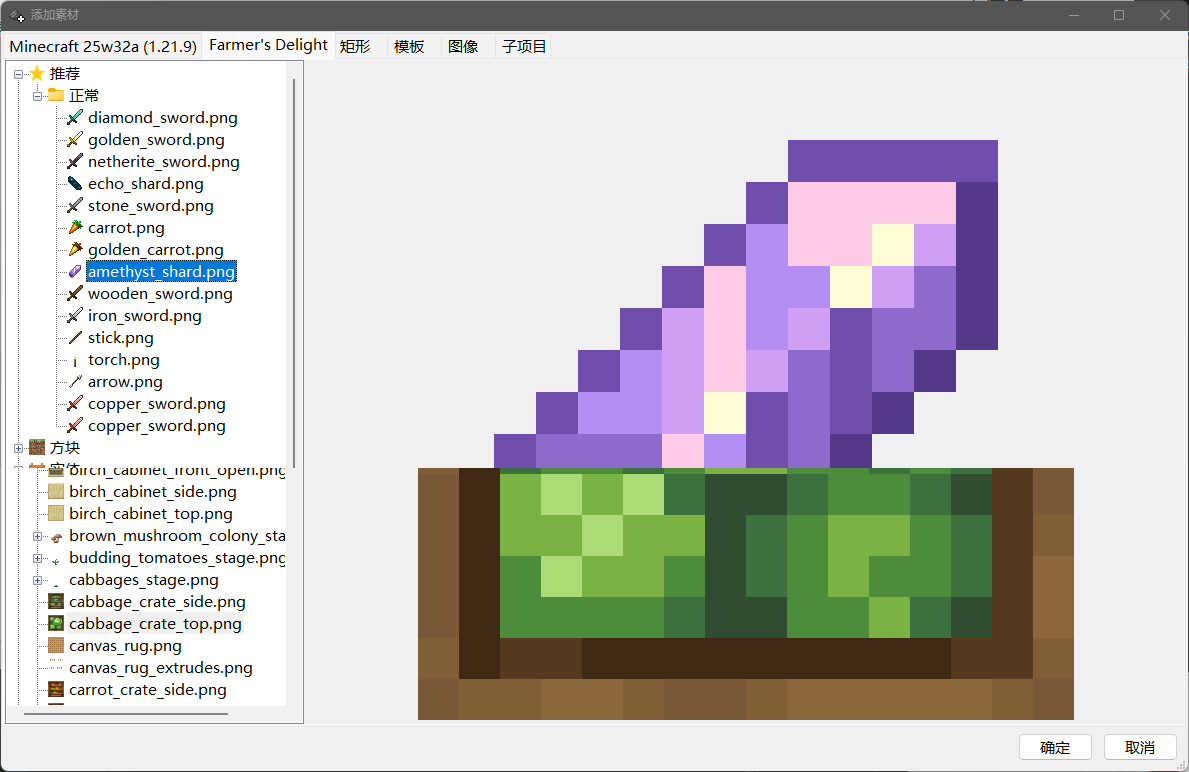 添加素材
Minecraft 25w32a (1.21.9) Farmer's Delight 矩形 模板 图像 子项目
推荐
正常
diamond_sword.png
golden_sword.png
netherite_sword.png
echo_shard.png
stone_sword.png
carrot.png
golden_carrot.png
amethyst_shard.png
wooden_sword.png
iron_sword.png
stick.png
torch.png
arrow.png
copper_sword.png
copper_sword.png
方块
birch_cabinet_front_open.png
birch_cabinet_side.png
birch_cabinet_top.png
brown_mushroom_colony_sta
budding_tomatoes_stage.png
cabbages_stage.png
cabbage_crate_side.png
cabbage_crate_top.png
canvas_rug.png
canvas_rug_extrudes.png
carrot_crate_side.png
确定 取消